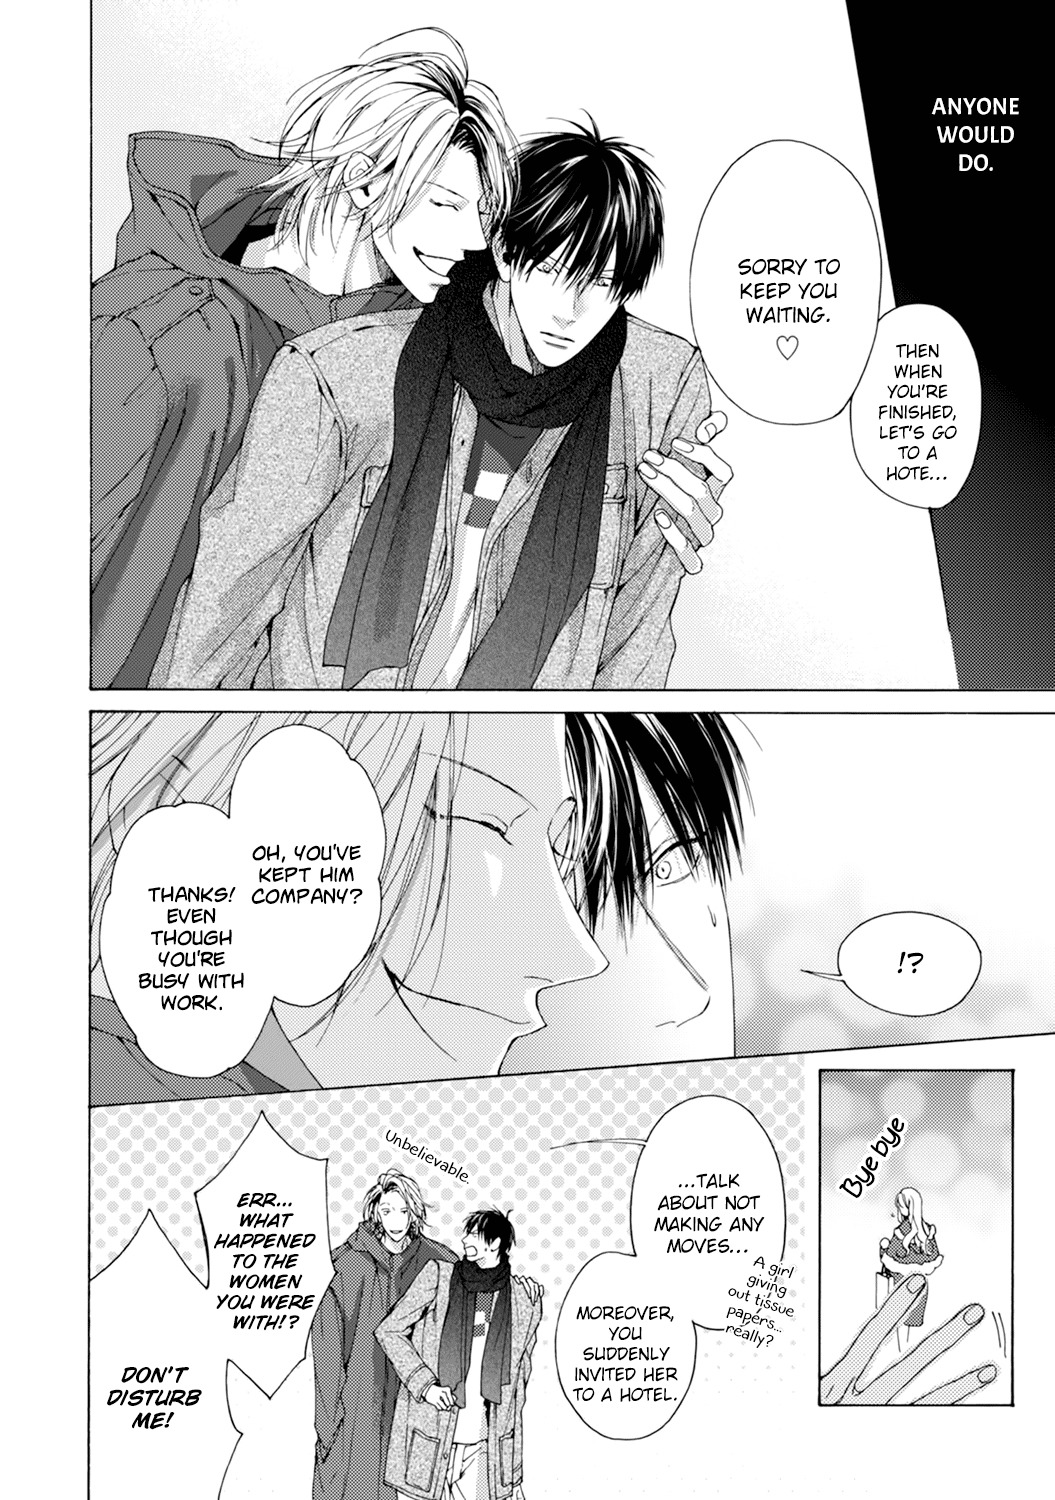 ANYONE
WOULD
DO.
THEN
WHEN
YOU'RE
FINISHED,
LET'S GO
TO A
HOTE...
SORRY TO
KEEP YOU
WAITING.
♡
!?
OH, YOU'VE
KEPT HIM
COMPANY?
THANKS!
EVEN
THOUGH
YOU'RE
BUSY WITH
WORK.
Bye bye
...TALK
ABOUT NOT
MAKING ANY
MOVES...
A girl
giving
out tissue
papers...
really?
MOREOVER,
YOU
SUDDENLY
INVITED HER
TO A HOTEL.
Unbelievable.
ERR...
WHAT
HAPPENED
TO THE
WOMEN
YOU WERE
WITH!?
DON'T
DISTURB
ME!